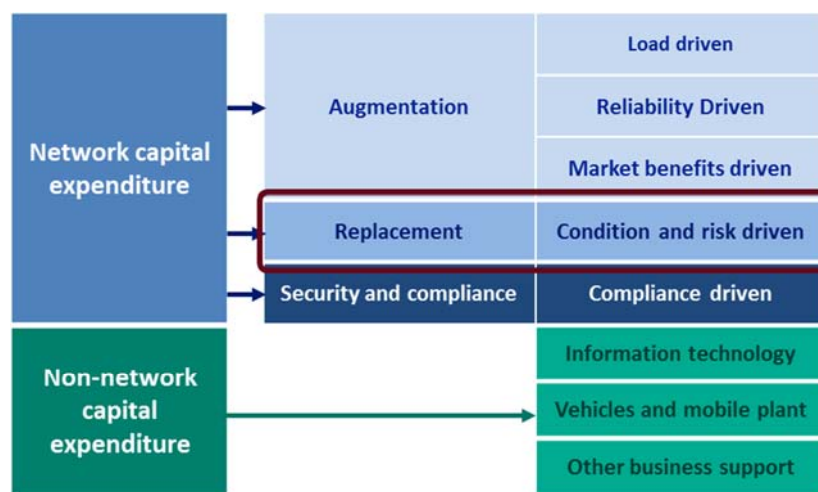 Network capital
expenditure
Augmentation
Load driven
Reliability Driven
Market benefits driven
Replacement
Condition and risk driven
Security and compliance
Compliance driven
Non-network
capital
expenditure
Information technology
Vehicles and mobile plant
Other business support